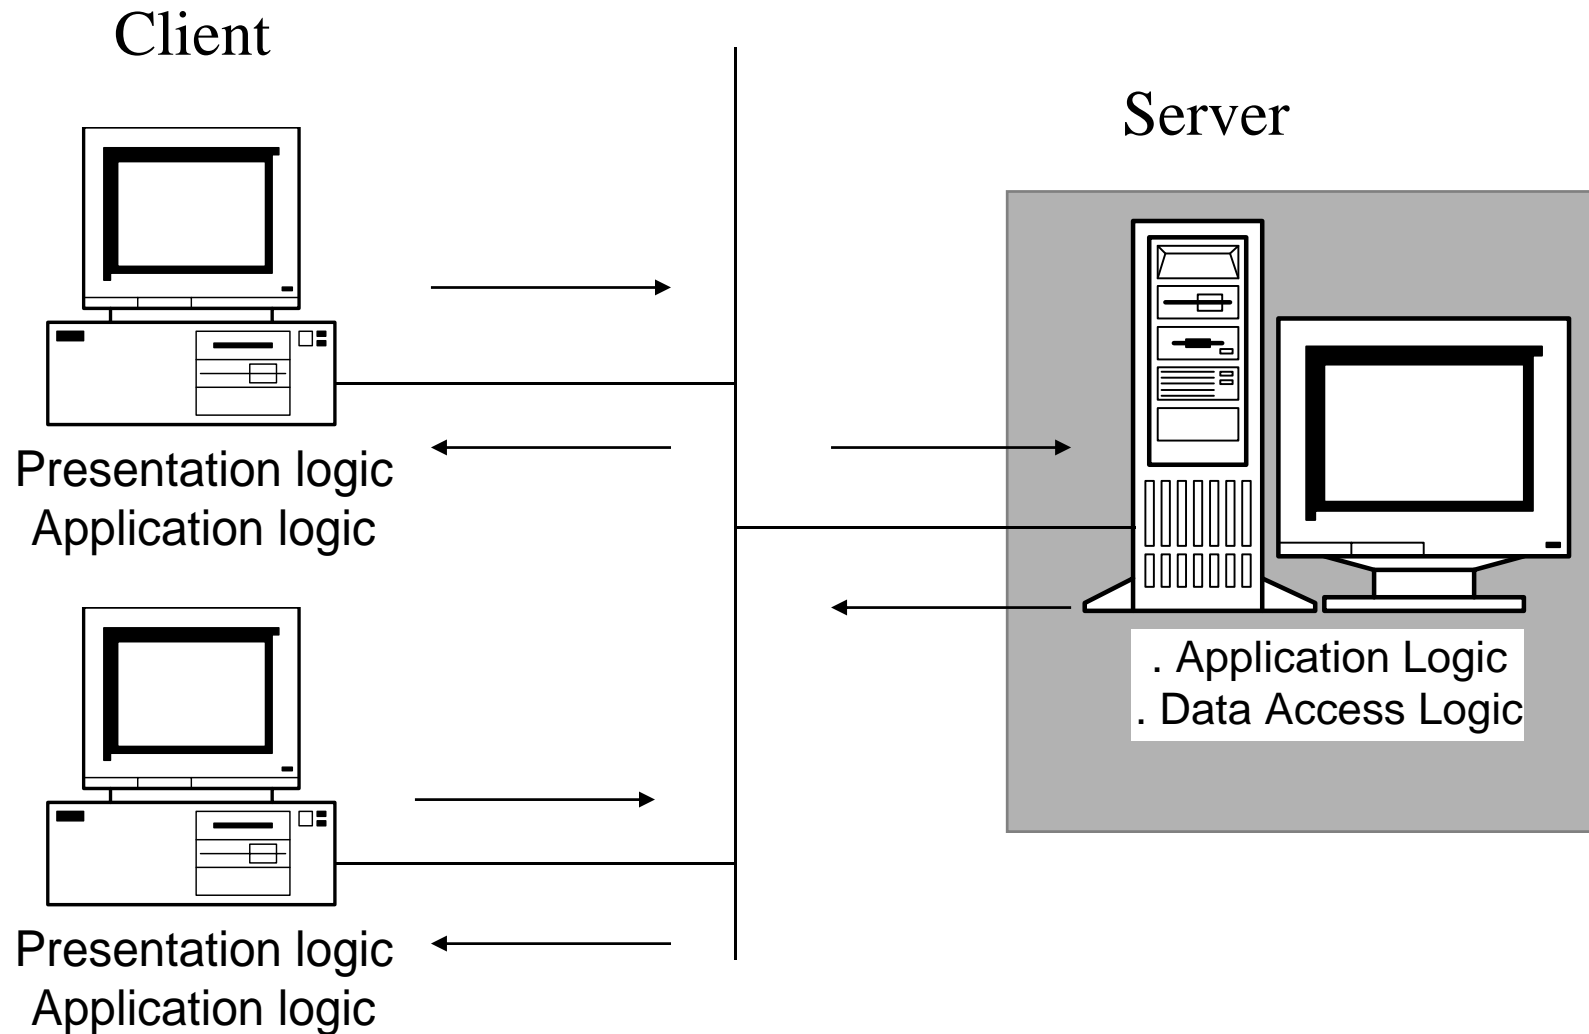 Client
Server
Presentation logic
Application logic
. Application Logic
. Data Access Logic
Presentation logic
Application logic